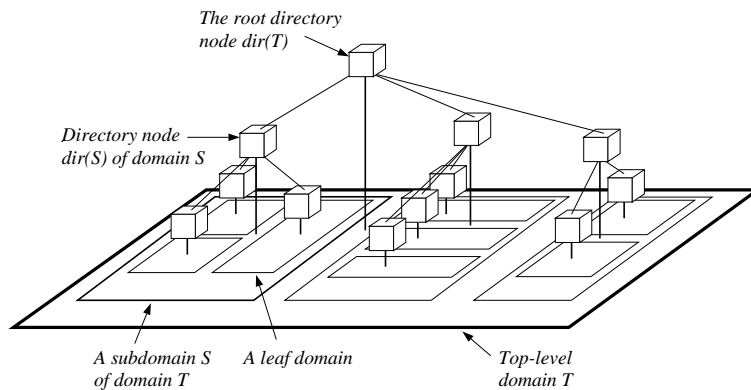 The root directory
node dir(T)
Directory node
dir(S) of domain S
A subdomain S
of domain T
A leaf domain
Top-level
domain T